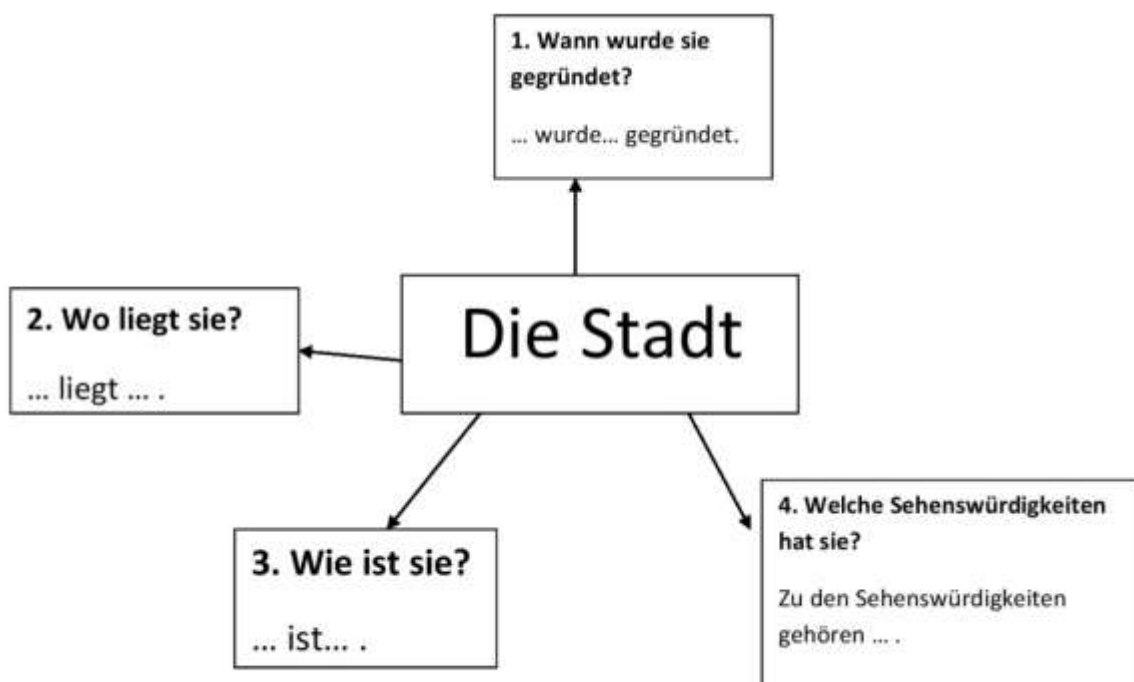 1. Wann wurde sie
gegründet?
... wurde... gegründet.
Die Stadt
2. Wo liegt sie?
... liegt ... .
3. Wie ist sie?
... ist... .
4. Welche Sehenswürdigkeiten
hat sie?
Zu den Sehenswürdigkeiten
gehören ... .